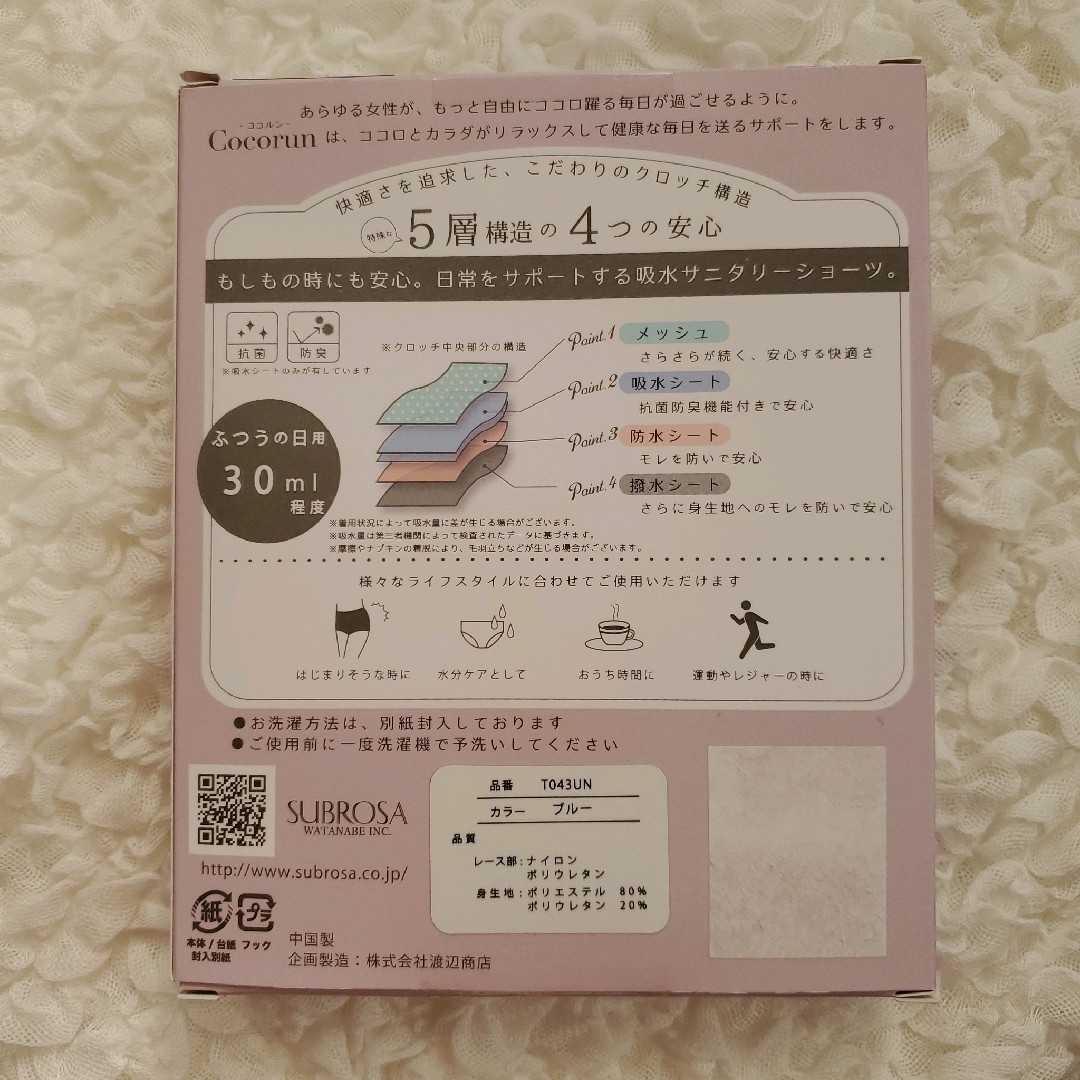 あらゆる女性が、もっと自由にココロ躍る毎日が過ごせるように。
-ココルン-
Cocorun は、ココロとカラダがリラックスして健康な毎日を送るサポートをします。
快適さを追求した、こだわりのクロッチ構造
特殊な 5層構造の4つの安心
もしもの時にも安心。日常をサポートする吸水サニタリーショーツ。
抗菌 防臭
※吸水シートのみが有しています
※クロッチ中央部分の構造
Point.1 メッシュ
さらさらが続く、安心する快適さ
Point.2 吸水シート
抗菌防臭機能付きで安心
Point.3 防水シート
モレを防いで安心
Point.4 撥水シート
さらに身生地へのモレを防いで安心
ふつうの日用
30ml
程度
※着用状況によって吸水量に差が生じる場合がございます。
※吸水量は第三者機関によって検査されたデータに基づきます。
※摩擦やナプキンの着脱により、毛羽立ちなどが生じる場合がございます。
様々なライフスタイルに合わせてご使用いただけます
はじまりそうな時に 水分ケアとして おうち時間に 運動やレジャーの時に
●お洗濯方法は、別紙封入しております
●ご使用前に一度洗濯機で予洗いしてください
SUBROSA
WATANABE INC.
http://www.subrosa.co.jp/
紙 プラ
本体/台紙 フック
封入別紙
中国製
企画製造：株式会社渡辺商店
品番 T043UN
カラー ブルー
品質
レース部:ナイロン
ポリウレタン
身生地:ポリエステル 80%
ポリウレタン 20%